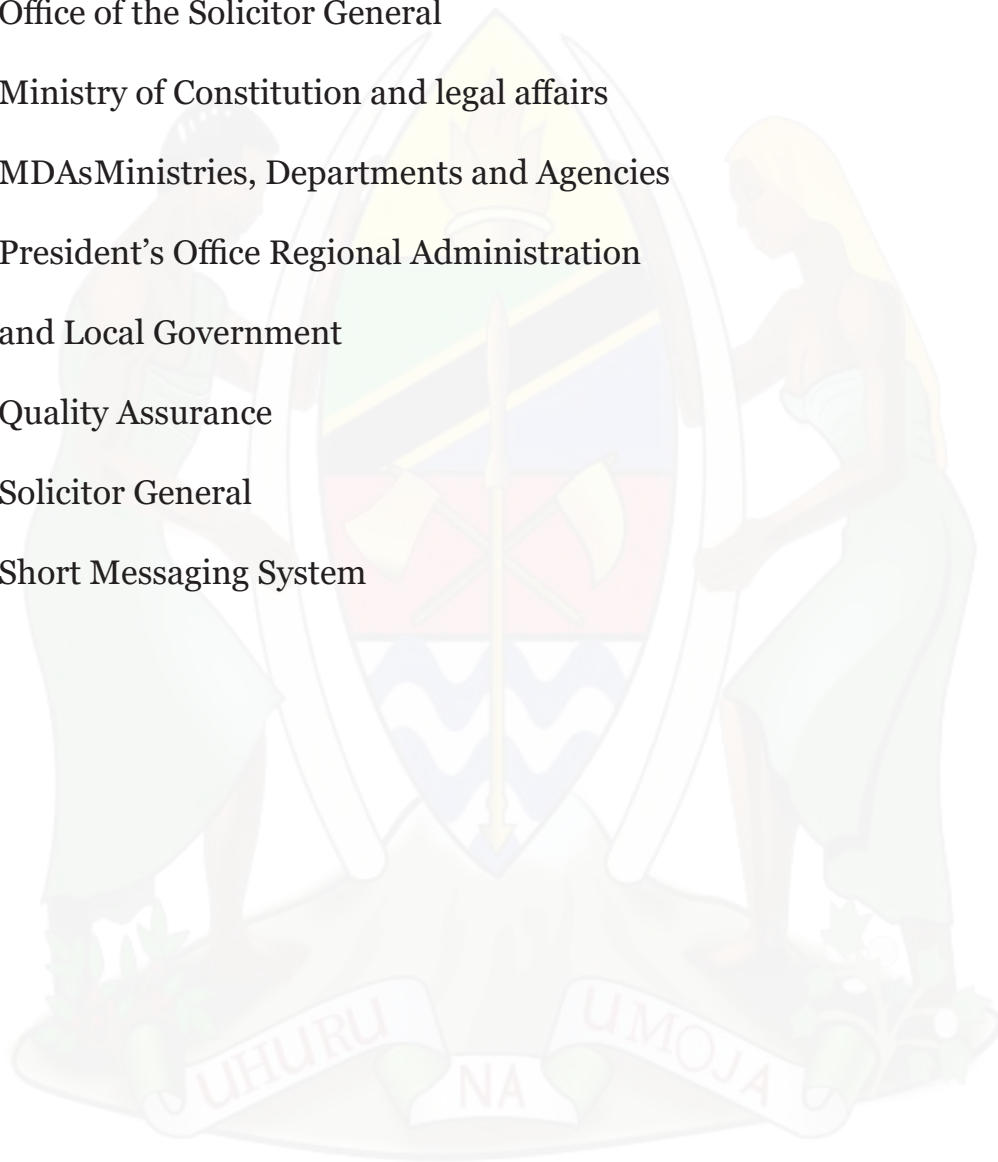 Office of the Solicitor General
Ministry of Constitution and legal affairs
MDAsMinistries, Departments and Agencies
President’s Office Regional Administration
and Local Government
Quality Assurance
Solicitor General
Short Messaging System
UHURU NA UMOJA